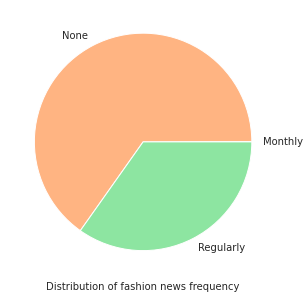 None
Monthly
Regularly
Distribution of fashion news frequency